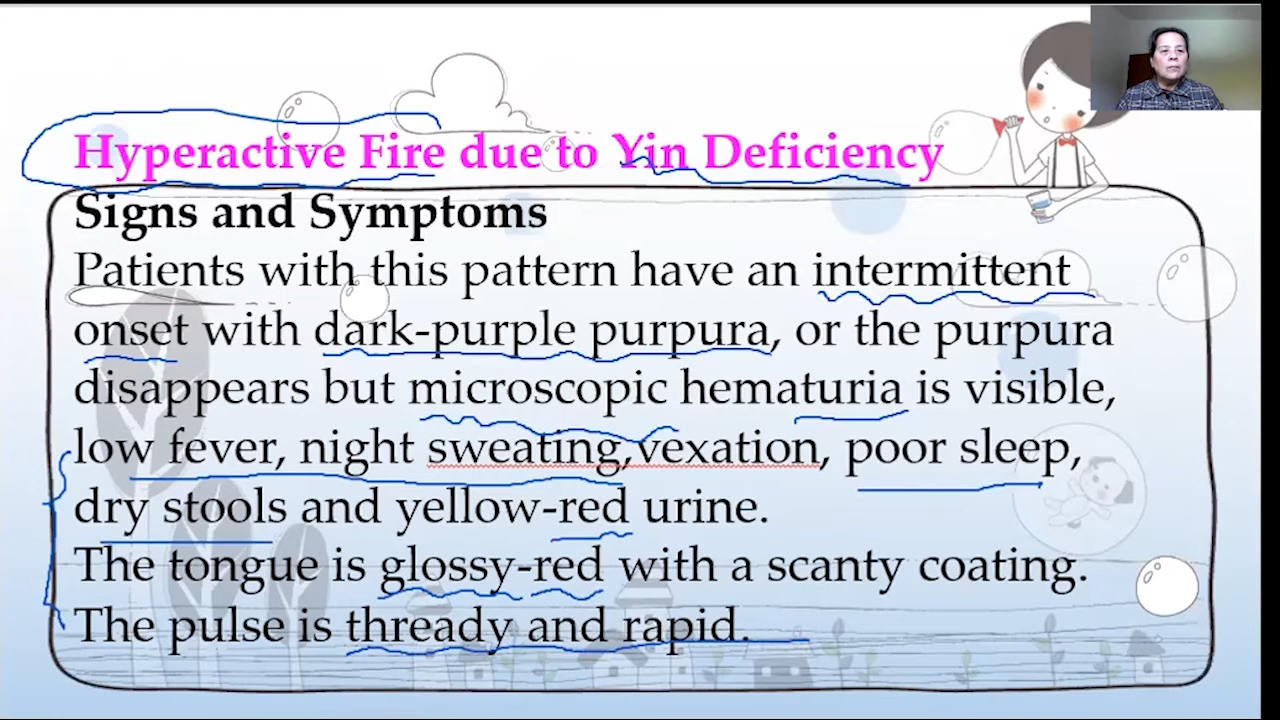 Hyperactive Fire due to Yin Deficiency
Signs and Symptoms
Patients with this pattern have an intermittent
onset with dark-purple purpura, or the purpura
disappears but microscopic hematuria is visible,
low fever, night sweating,vexation, poor sleep,
dry stools and yellow-red urine.
The tongue is glossy-red with a scanty coating.
The pulse is thready and rapid.